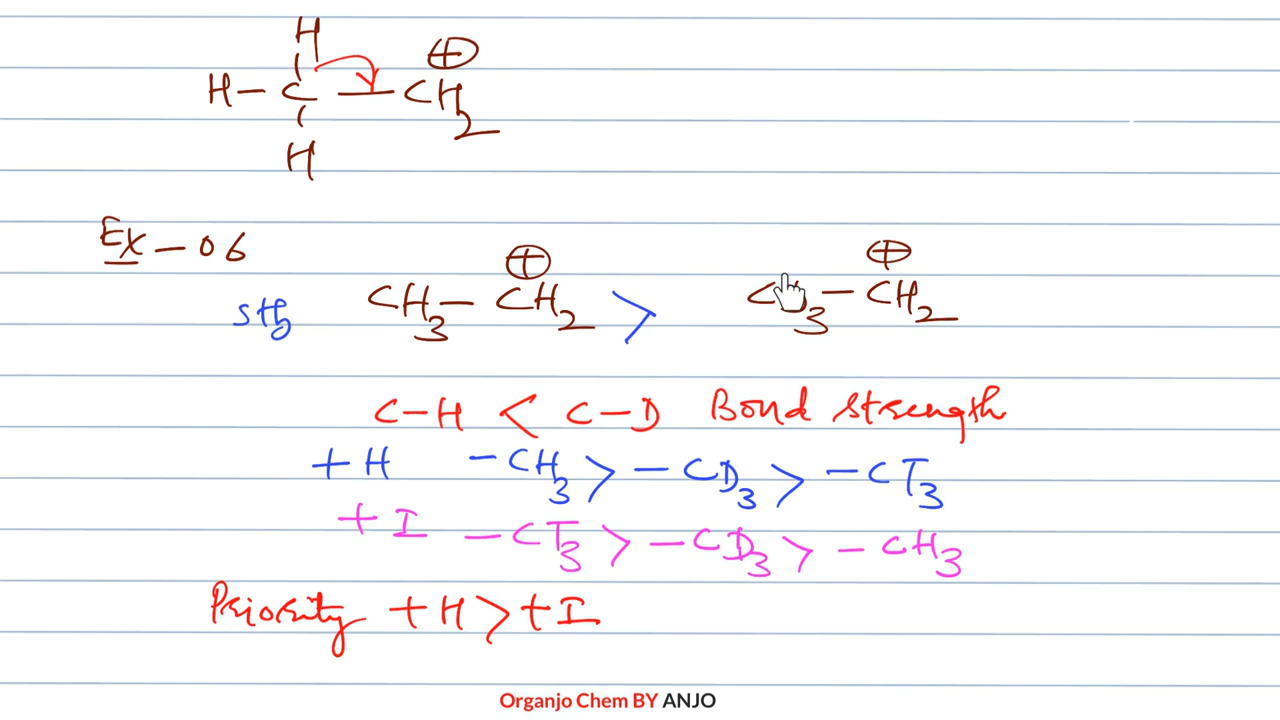 H
⊕
H – C – CH2
H
Ex – 06
⊕ ⊕
stb CH3 – CH2 > CD3 – CH2
C–H < C–D Bond strength
+H –CH3 > –CD3 > –CT3
+I –CT3 > –CD3 > –CH3
Priority +H > +I
Organjo Chem BY ANJO